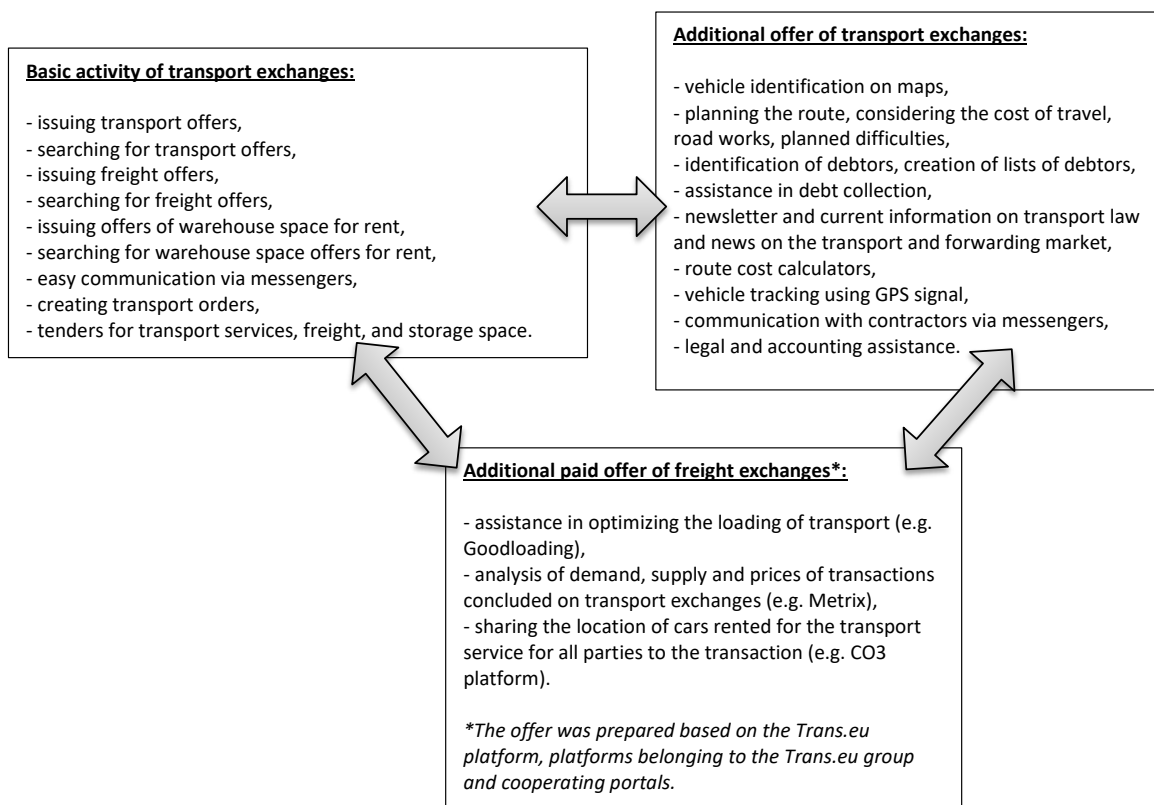 Basic activity of transport exchanges:
- issuing transport offers,
- searching for transport offers,
- issuing freight offers,
- searching for freight offers,
- issuing offers of warehouse space for rent,
- searching for warehouse space offers for rent,
- easy communication via messengers,
- creating transport orders,
- tenders for transport services, freight, and storage space.
Additional offer of transport exchanges:
- vehicle identification on maps,
- planning the route, considering the cost of travel,
road works, planned difficulties,
- identification of debtors, creation of lists of debtors,
- assistance in debt collection,
- newsletter and current information on transport law
and news on the transport and forwarding market,
- route cost calculators,
- vehicle tracking using GPS signal,
- communication with contractors via messengers,
- legal and accounting assistance.
Additional paid offer of freight exchanges*:
- assistance in optimizing the loading of transport (e.g.
Goodloading),
- analysis of demand, supply and prices of transactions
concluded on transport exchanges (e.g. Metrix),
- sharing the location of cars rented for the transport
service for all parties to the transaction (e.g. CO3
platform).
*The offer was prepared based on the Trans.eu
platform, platforms belonging to the Trans.eu group
and cooperating portals.